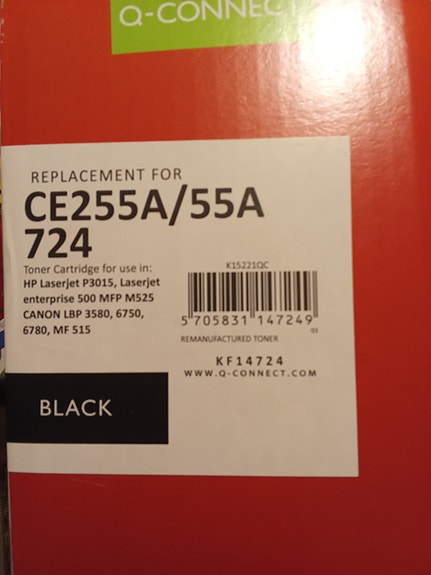 Q-CONNECT
REPLACEMENT FOR
CE255A/55A
724
Toner Cartridge for use in:
HP Laserjet P3015, Laserjet
enterprise 500 MFP M525
CANON LBP 3580, 6750,
6780, MF 515
K15221QC
5 705831 147249
03
REMANUFACTURED TONER
KF14724
WWW.Q-CONNECT.COM
BLACK